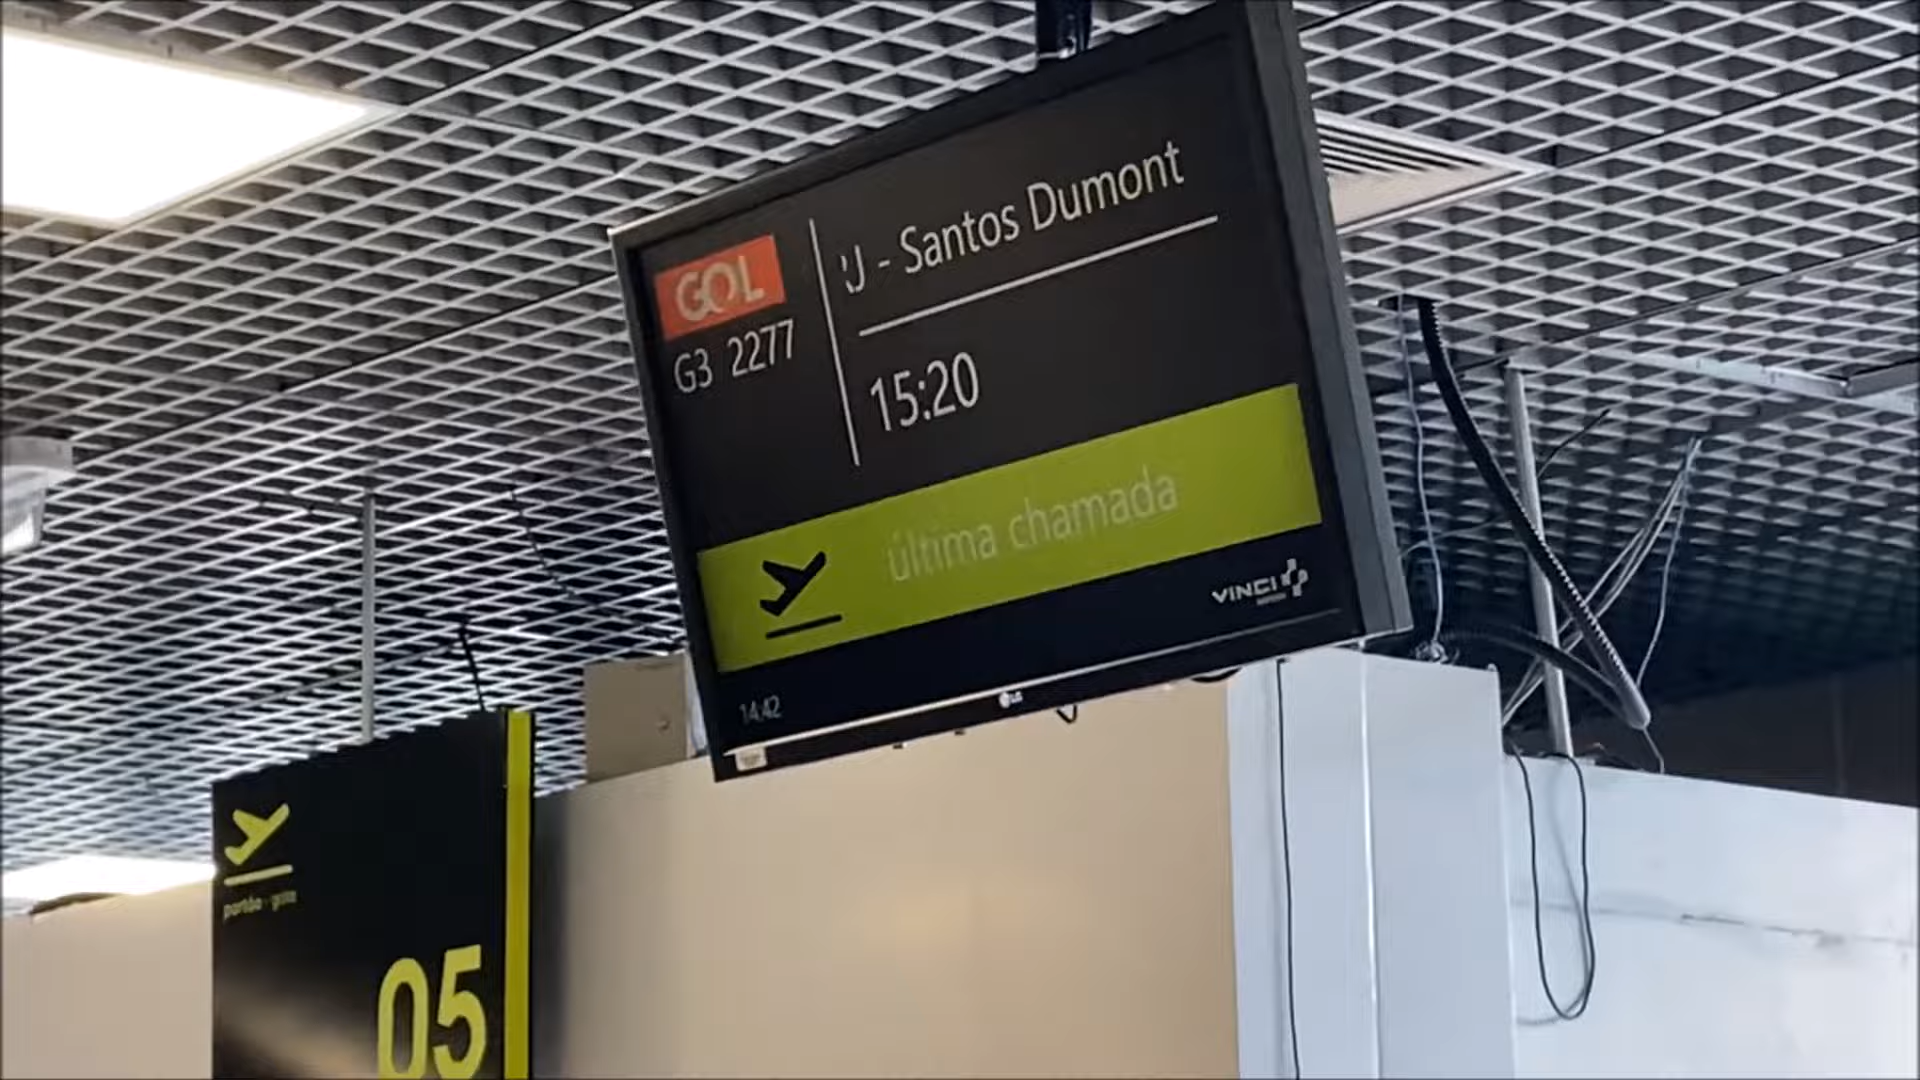 GOL
G3 2277
J - Santos Dumont
15:20
última chamada
VINCI
14:42
LG
portão - gate
05